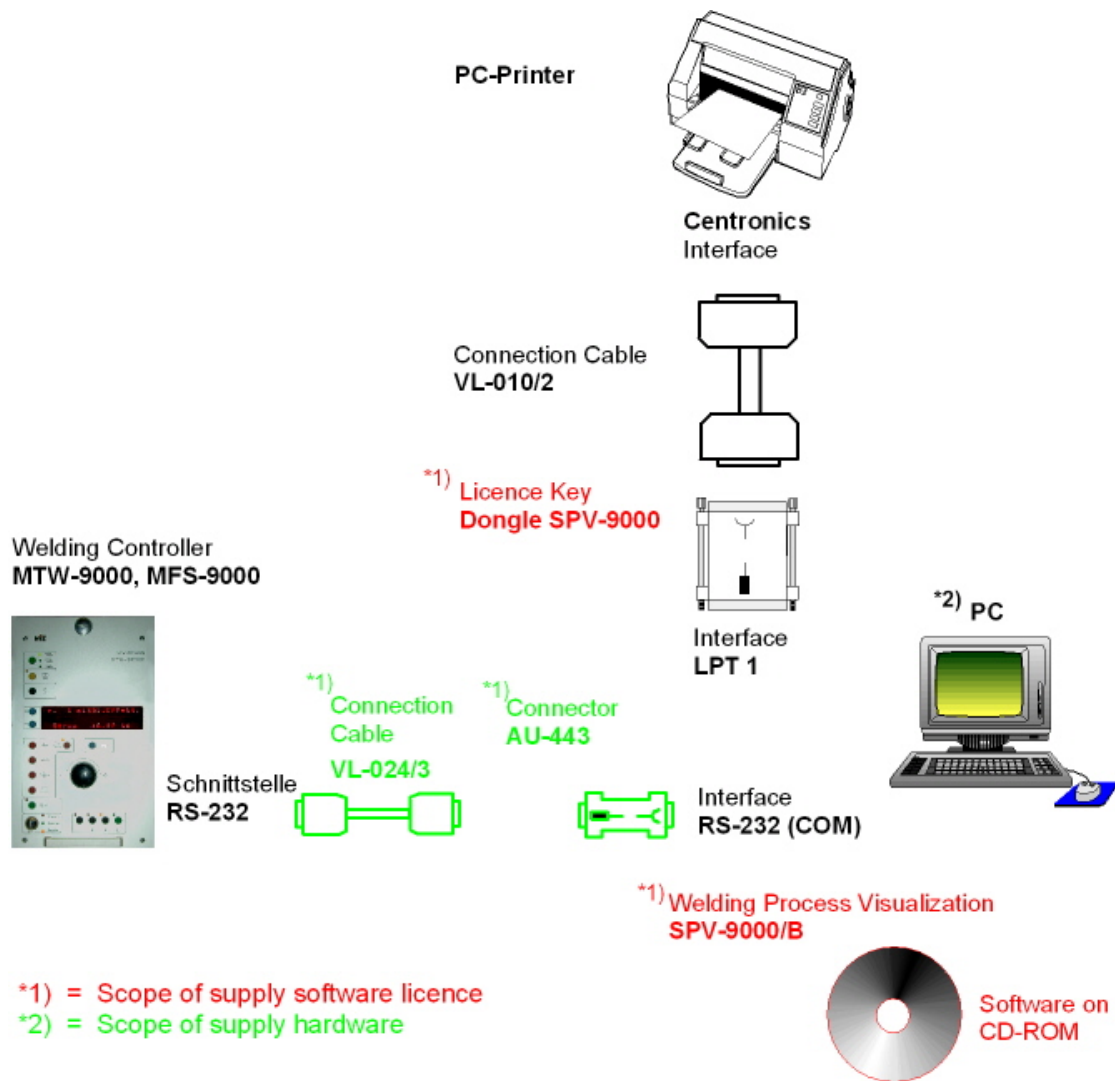 PC-Printer
Centronics
Interface
Connection Cable
VL-010/2
*1) Licence Key
Dongle SPV-9000
Welding Controller
MTW-9000, MFS-9000
Interface
LPT 1
*2) PC
*1) Connection
Cable
VL-024/3
*1) Connector
AU-443
Schnittstelle
RS-232
Interface
RS-232 (COM)
*1) Welding Process Visualization
SPV-9000/B
*1) = Scope of supply software licence
*2) = Scope of supply hardware
Software on
CD-ROM